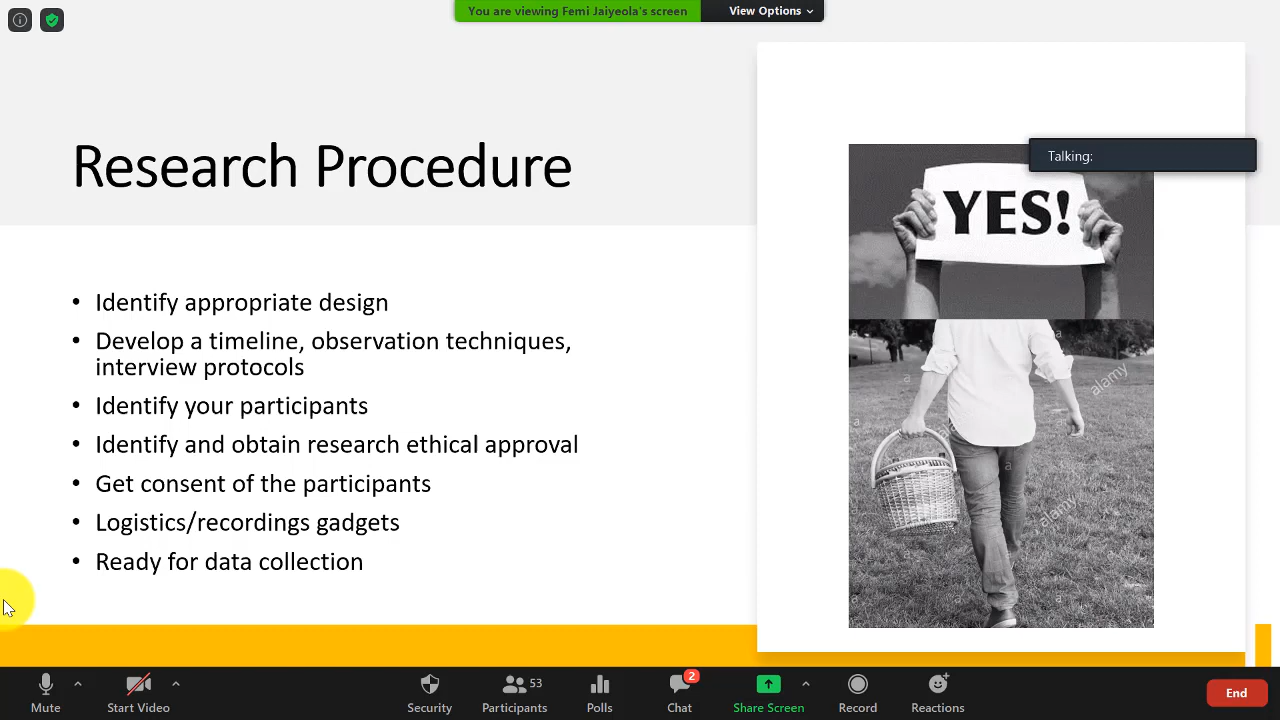 You are viewing Femi Jaiyeola's screen
View Options
Research Procedure
Talking:
YES!
• Identify appropriate design
• Develop a timeline, observation techniques,
interview protocols
• Identify your participants
• Identify and obtain research ethical approval
• Get consent of the participants
• Logistics/recordings gadgets
• Ready for data collection
a
a
alamy
a
a
a
a
alamy
a
a
a
a
Mute
Start Video
Security
53
Participants
Polls
2
Chat
Share Screen
Record
Reactions
End